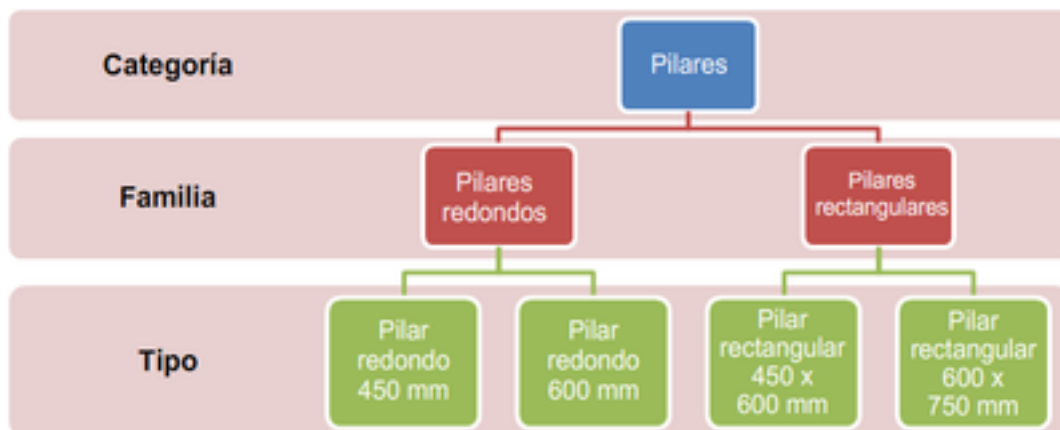 Categoría
Pilares
Familia
Pilares
redondos
Pilares
rectangulares
Tipo
Pilar
redondo
450 mm
Pilar
redondo
600 mm
Pilar
rectangular
450 x
600 mm
Pilar
rectangular
600 x
750 mm